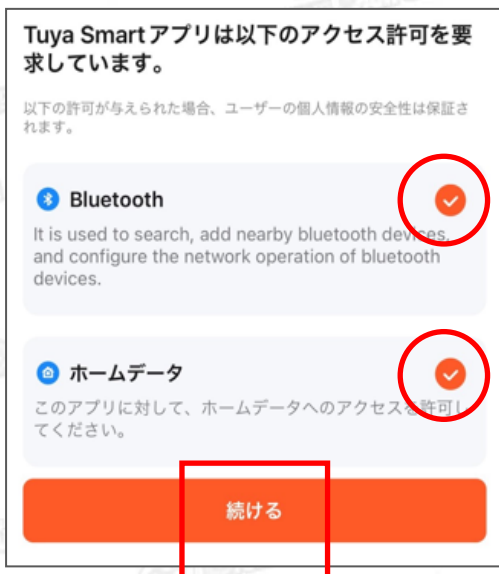 Tuya Smartアプリは以下のアクセス許可を要
求しています。
以下の許可が与えられた場合、ユーザーの個人情報の安全性は保証さ
れます。
Bluetooth
It is used to search, add nearby bluetooth devices,
and configure the network operation of bluetooth
devices.
ホームデータ
このアプリに対して、ホームデータへのアクセスを許可し
てください。
続ける